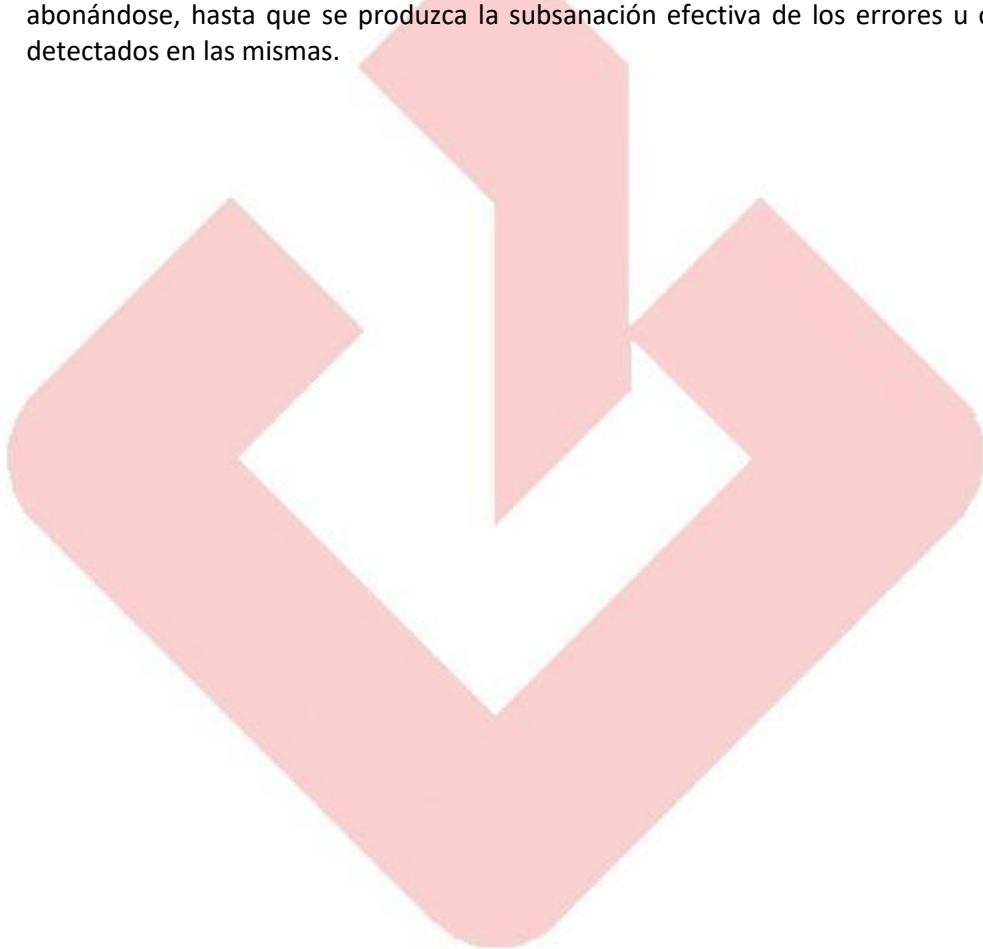 abonándose, hasta que se produzca la subsanación efectiva de los errores u
detectados en las mismas.